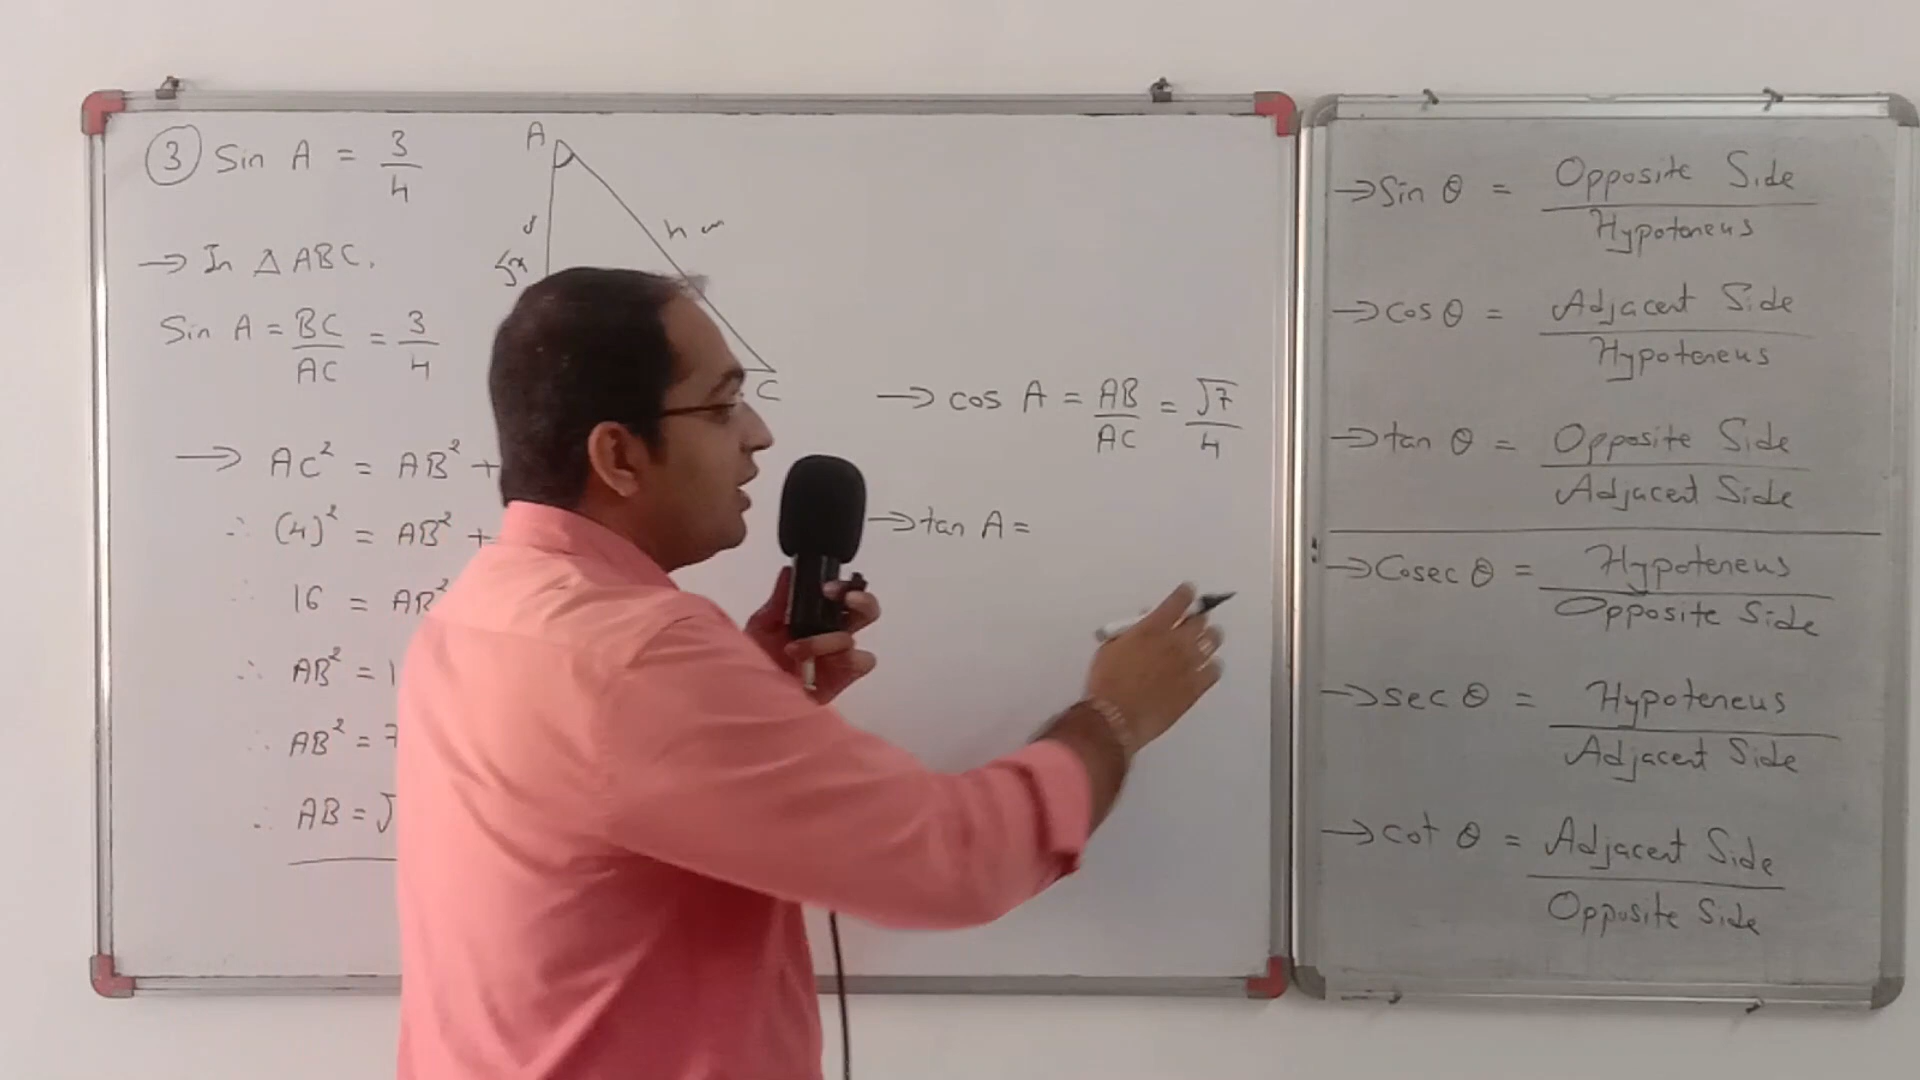 ③ Sin A = 3/4
A
→ In △ ABC.
Sin A = BC/AC = 3/4
C
→ AC² = AB² +
∴ (4)² = AB² +
16 = AB²
∴ AB² = 1
∴ AB² = 7
∴ AB = √
→ cos A = AB/AC = √7/4
→ tan A =
→ Sin θ = Opposite Side/Hypoteneus
→ cos θ = Adjacent Side/Hypoteneus
→ tan θ = Opposite Side/Adjacent Side
→ Cosec θ = Hypoteneus/Opposite Side
→ sec θ = Hypoteneus/Adjacent Side
→ cot θ = Adjacent Side/Opposite Side